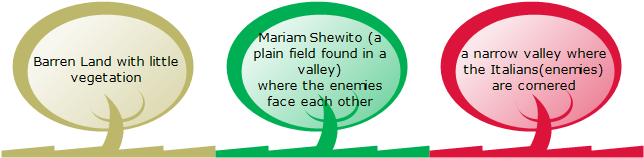 Barren Land with little
vegetation
Mariam Shewito (a
plain field found in a
valley)
where the enemies
face each other
a narrow valley where
the Italians(enemies)
are cornered